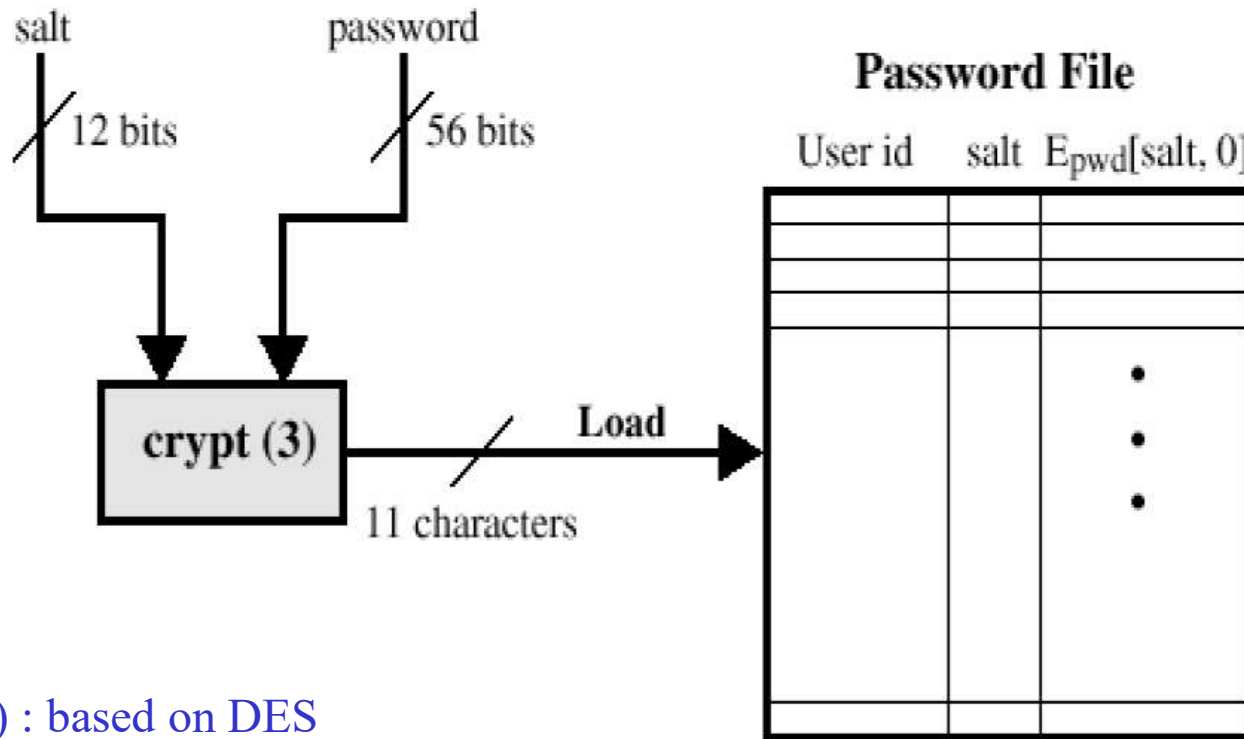 salt
password
12 bits
56 bits
Password File
User id salt E_pwd[salt, 0]
crypt (3)
Load
11 characters
) : based on DES